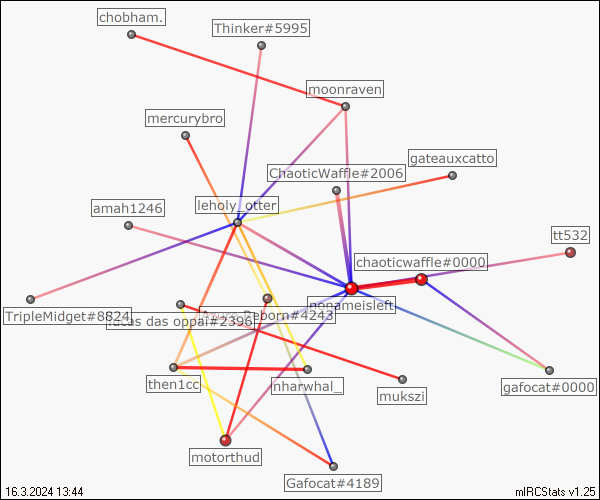 chobham.
Thinker#5995
moonraven
mercurybro
gateauxcatto
ChaoticWaffle#2006
amah1246
leholy_otter
tt532
chaoticwaffle#0000
nonameisleft
TripleMidget#8824
das oppai#2396
Reborn#4243
then1cc
nharwhal_
mukszi
gafocat#0000
motorthud
Gafocat#4189
16.3.2024 13:44
mIRCStats v1.25